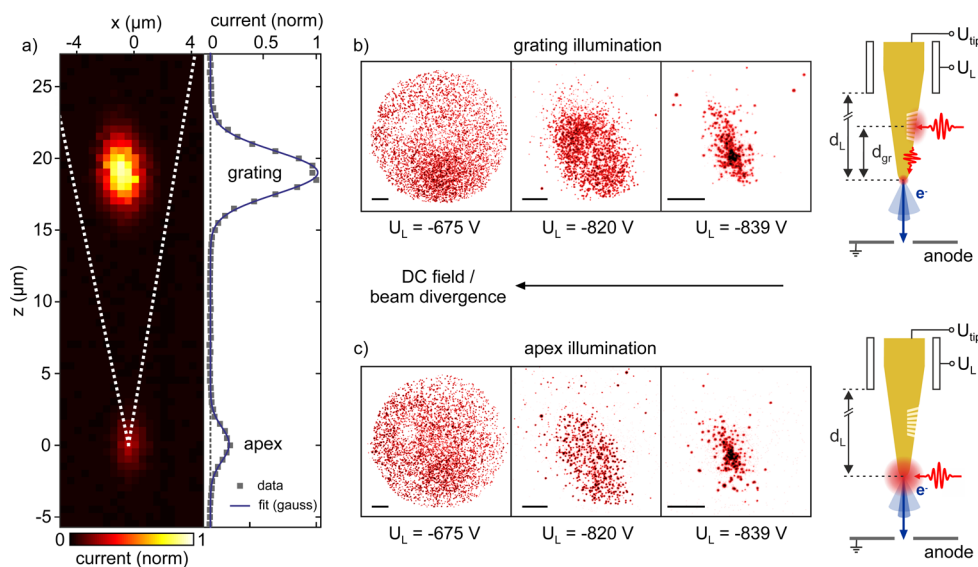 a)
x (µm)
-4 0 4
current (norm)
0 0.5 1
z (µm)
25
20
15
10
5
0
-5
grating
apex
data
fit (gauss)
0 1
current (norm)
b)
grating illumination
U_L = -675 V
U_L = -820 V
U_L = -839 V
DC field /
beam divergence
c)
apex illumination
U_L = -675 V
U_L = -820 V
U_L = -839 V
U_tip
U_L
d_L
d_gr
e-
anode
U_tip
U_L
d_L
e-
anode